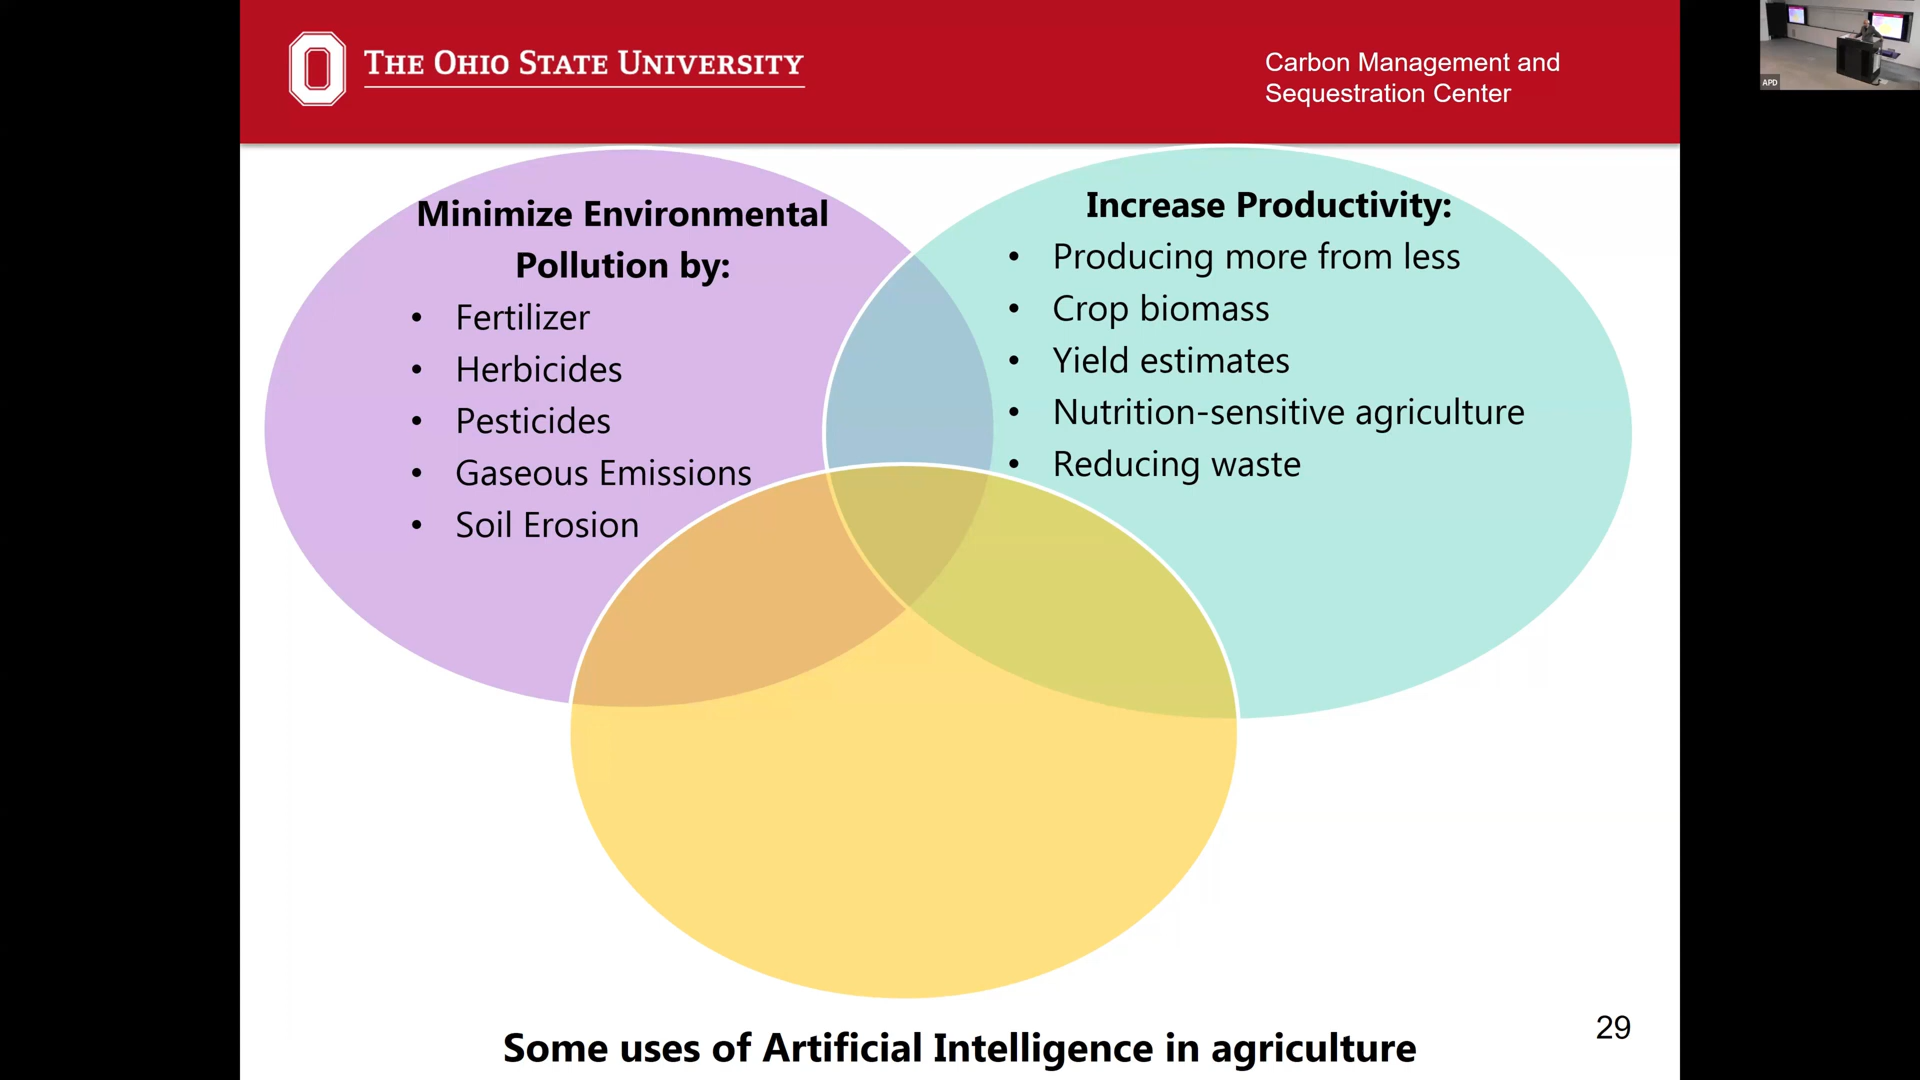 THE OHIO STATE UNIVERSITY
Carbon Management and
Sequestration Center
APD
Minimize Environmental
Pollution by:
• Fertilizer
• Herbicides
• Pesticides
• Gaseous Emissions
• Soil Erosion
Increase Productivity:
• Producing more from less
• Crop biomass
• Yield estimates
• Nutrition-sensitive agriculture
• Reducing waste
29
Some uses of Artificial Intelligence in agriculture